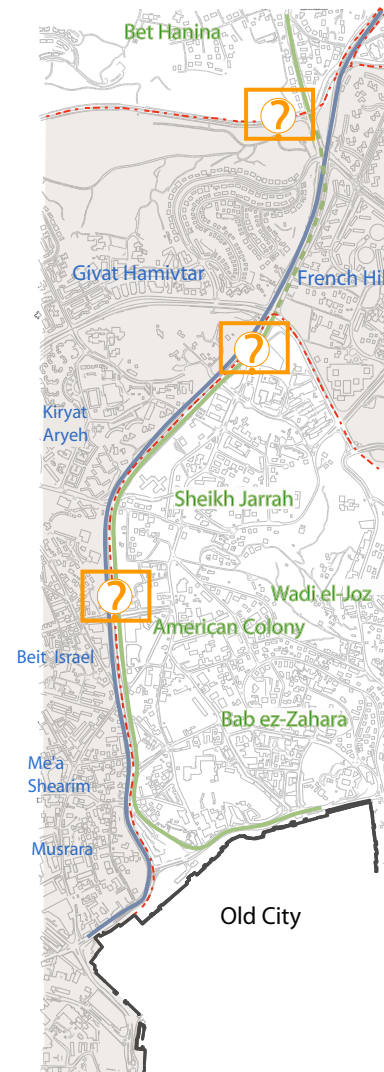 Bet Hanina
?
Givat Hamivtar
French Hil
?
Kiryat
Aryeh
Sheikh Jarrah
?
Wadi el-Joz
American Colony
Beit Israel
Bab ez-Zahara
Me'a
Shearim
Musrara
Old City